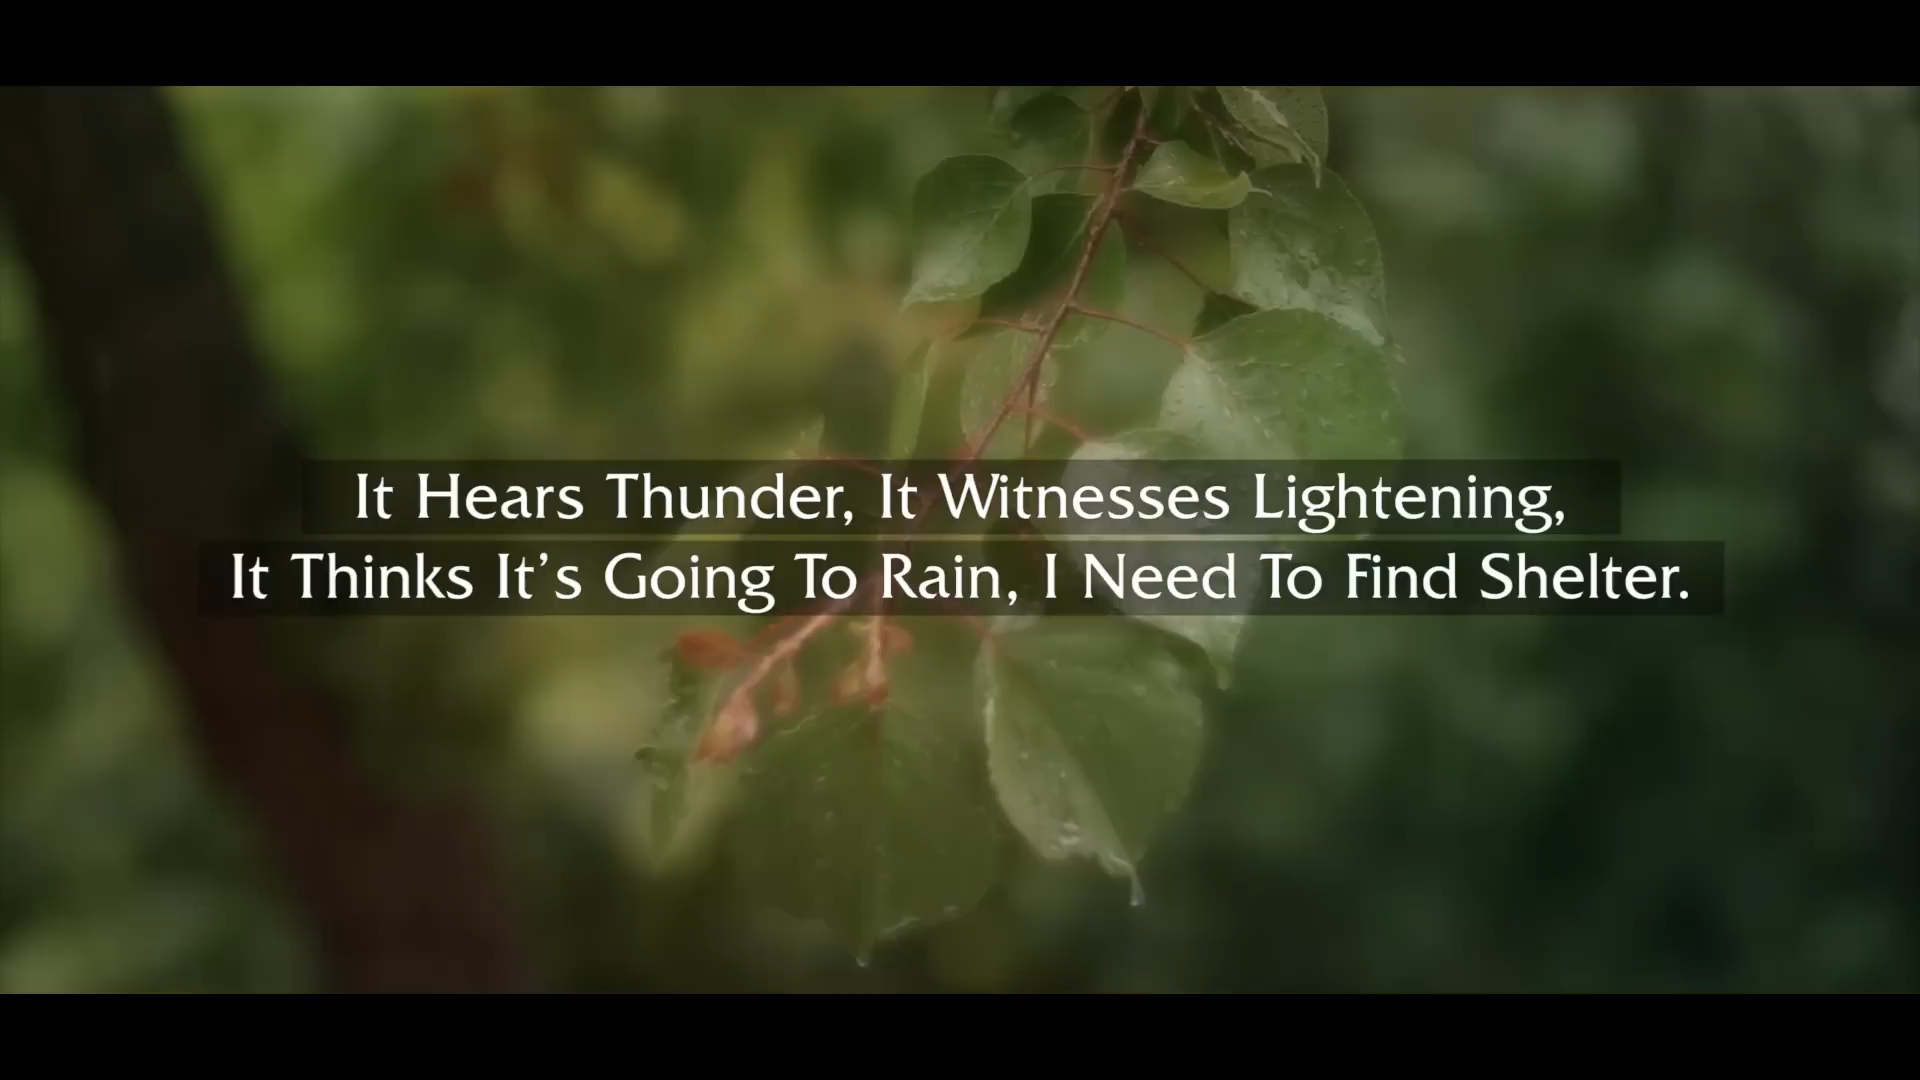 It Hears Thunder, It Witnesses Lightening,
It Thinks It’s Going To Rain, I Need To Find Shelter.